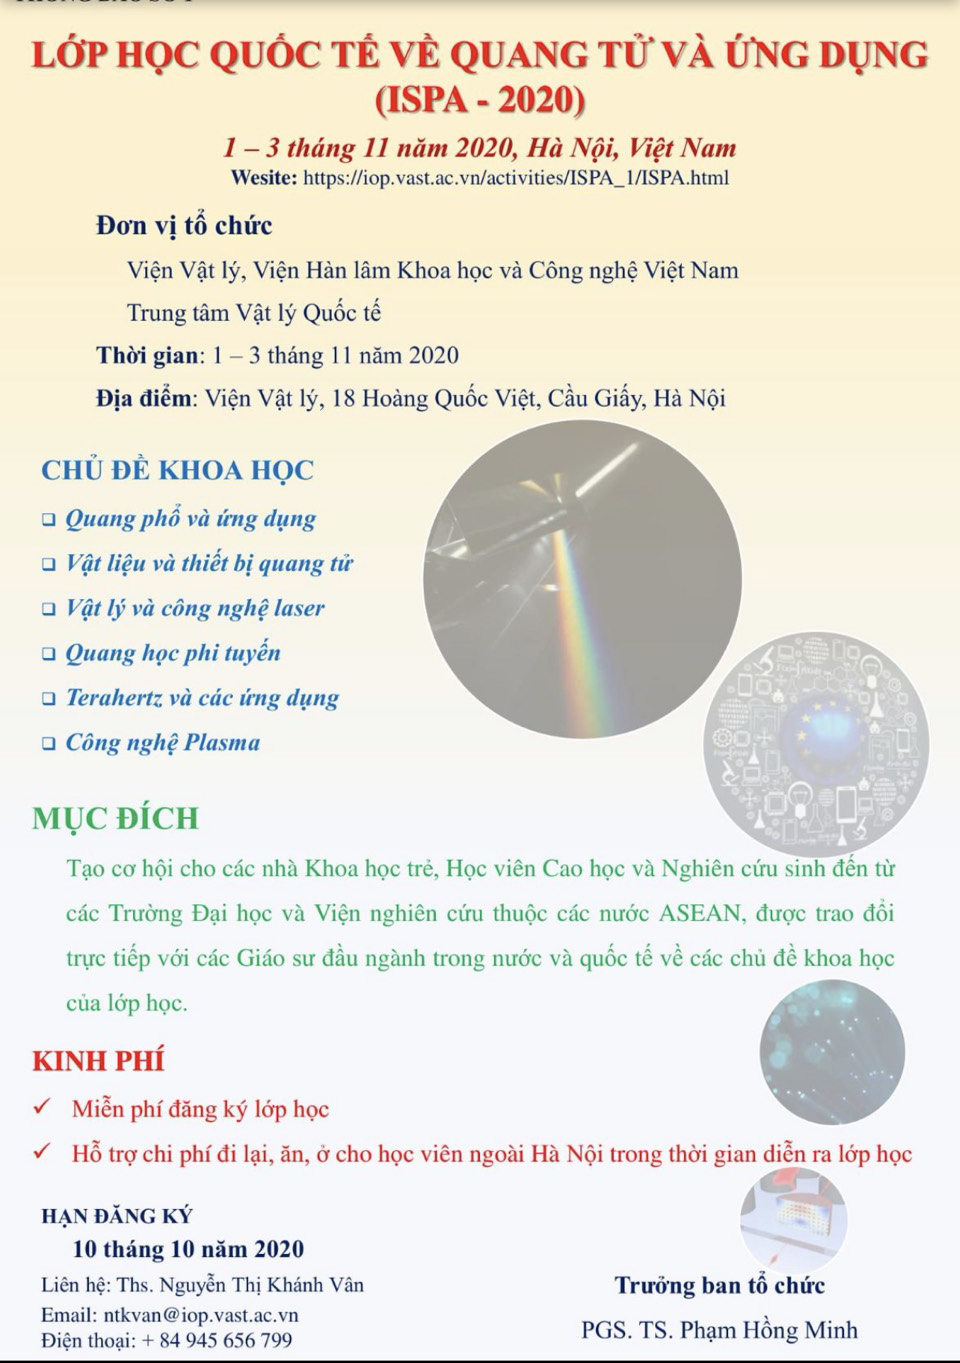 LỚP HỌC QUỐC TẾ VỀ QUANG TỬ VÀ ỨNG DỤNG
(ISPA - 2020)
1 – 3 tháng 11 năm 2020, Hà Nội, Việt Nam
Wesite: https://iop.vast.ac.vn/activities/ISPA_1/ISPA.html
Đơn vị tổ chức
Viện Vật lý, Viện Hàn lâm Khoa học và Công nghệ Việt Nam
Trung tâm Vật lý Quốc tế
Thời gian: 1 – 3 tháng 11 năm 2020
Địa điểm: Viện Vật lý, 18 Hoàng Quốc Việt, Cầu Giấy, Hà Nội
CHỦ ĐỀ KHOA HỌC
❑ Quang phổ và ứng dụng
❑ Vật liệu và thiết bị quang tử
❑ Vật lý và công nghệ laser
❑ Quang học phi tuyến
❑ Terahertz và các ứng dụng
❑ Công nghệ Plasma
MỤC ĐÍCH
Tạo cơ hội cho các nhà Khoa học trẻ, Học viên Cao học và Nghiên cứu sinh đến từ
các Trường Đại học và Viện nghiên cứu thuộc các nước ASEAN, được trao đổi
trực tiếp với các Giáo sư đầu ngành trong nước và quốc tế về các chủ đề khoa học
của lớp học.
KINH PHÍ
✓ Miễn phí đăng ký lớp học
✓ Hỗ trợ chi phí đi lại, ăn, ở cho học viên ngoài Hà Nội trong thời gian diễn ra lớp học
HẠN ĐĂNG KÝ
10 tháng 10 năm 2020
Liên hệ: Ths. Nguyễn Thị Khánh Vân
Email: ntkvan@iop.vast.ac.vn
Điện thoại: + 84 945 656 799
Trưởng ban tổ chức
PGS. TS. Phạm Hồng Minh